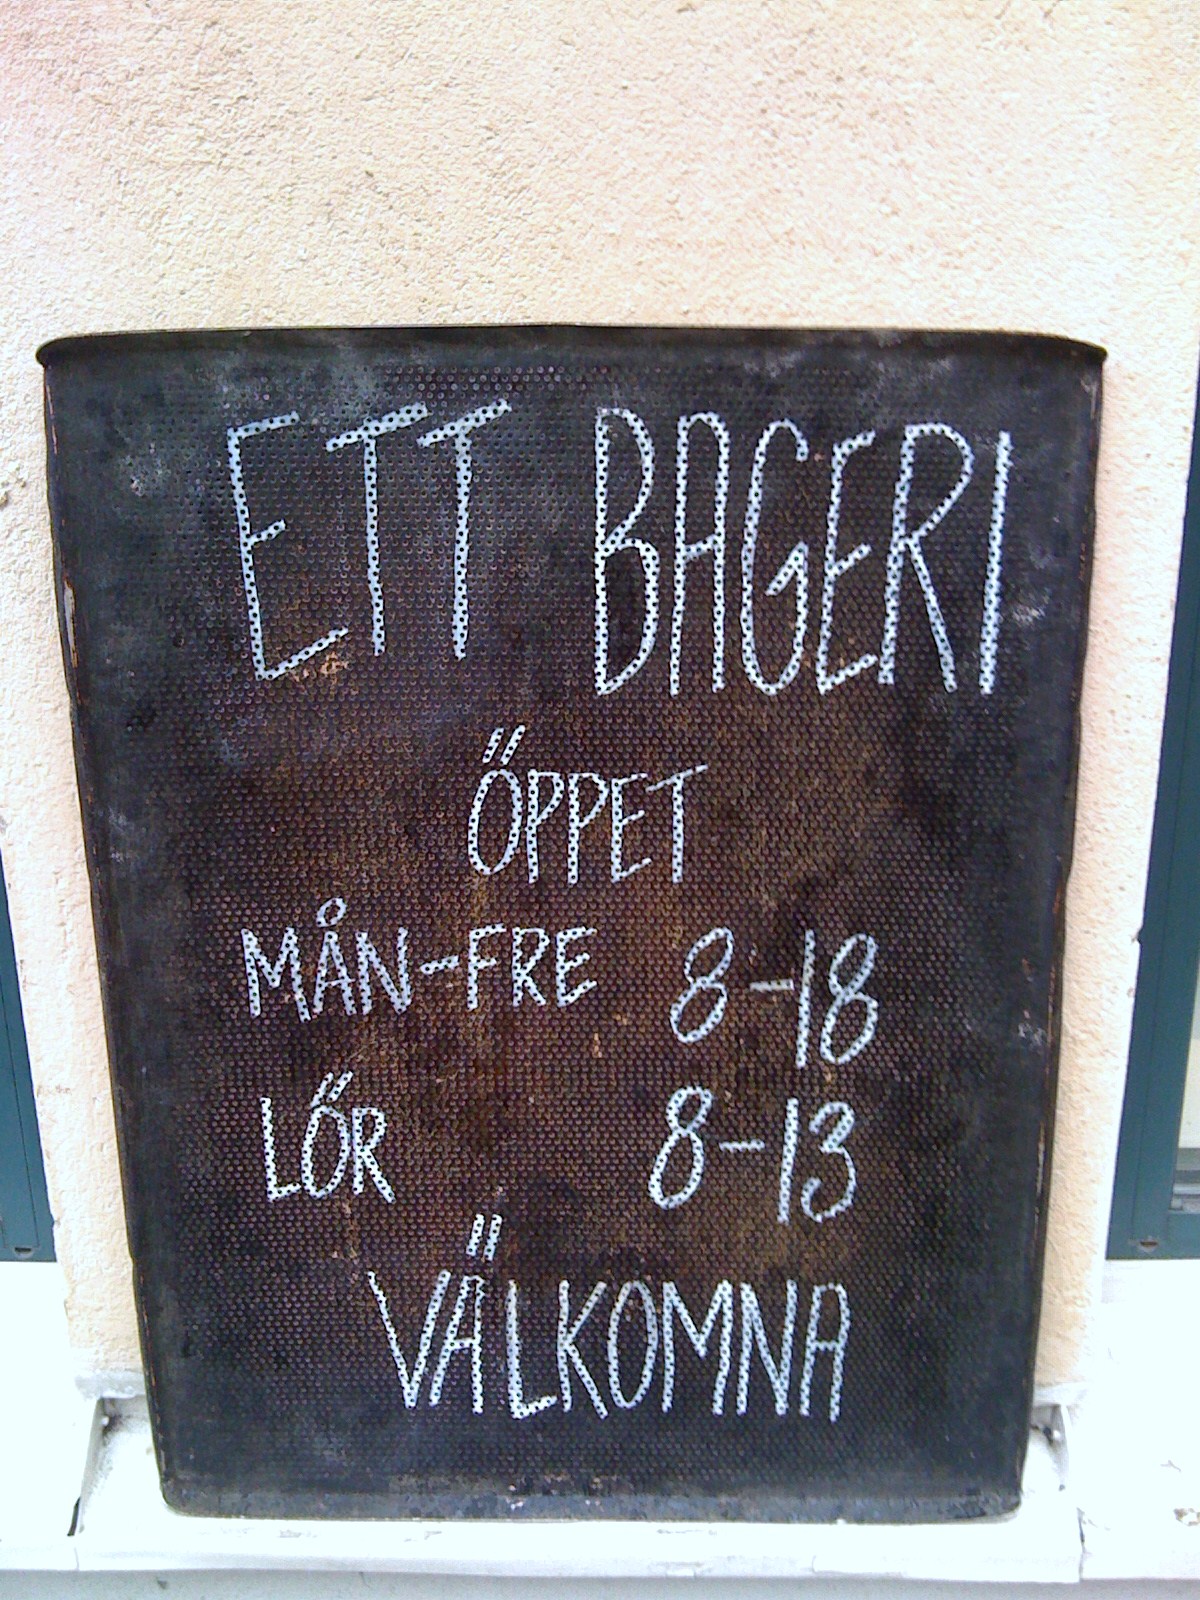 ETT BAGERI
ÖPPET
MÅN-FRE 8-18
LÖR 8-13
VÄLKOMNA